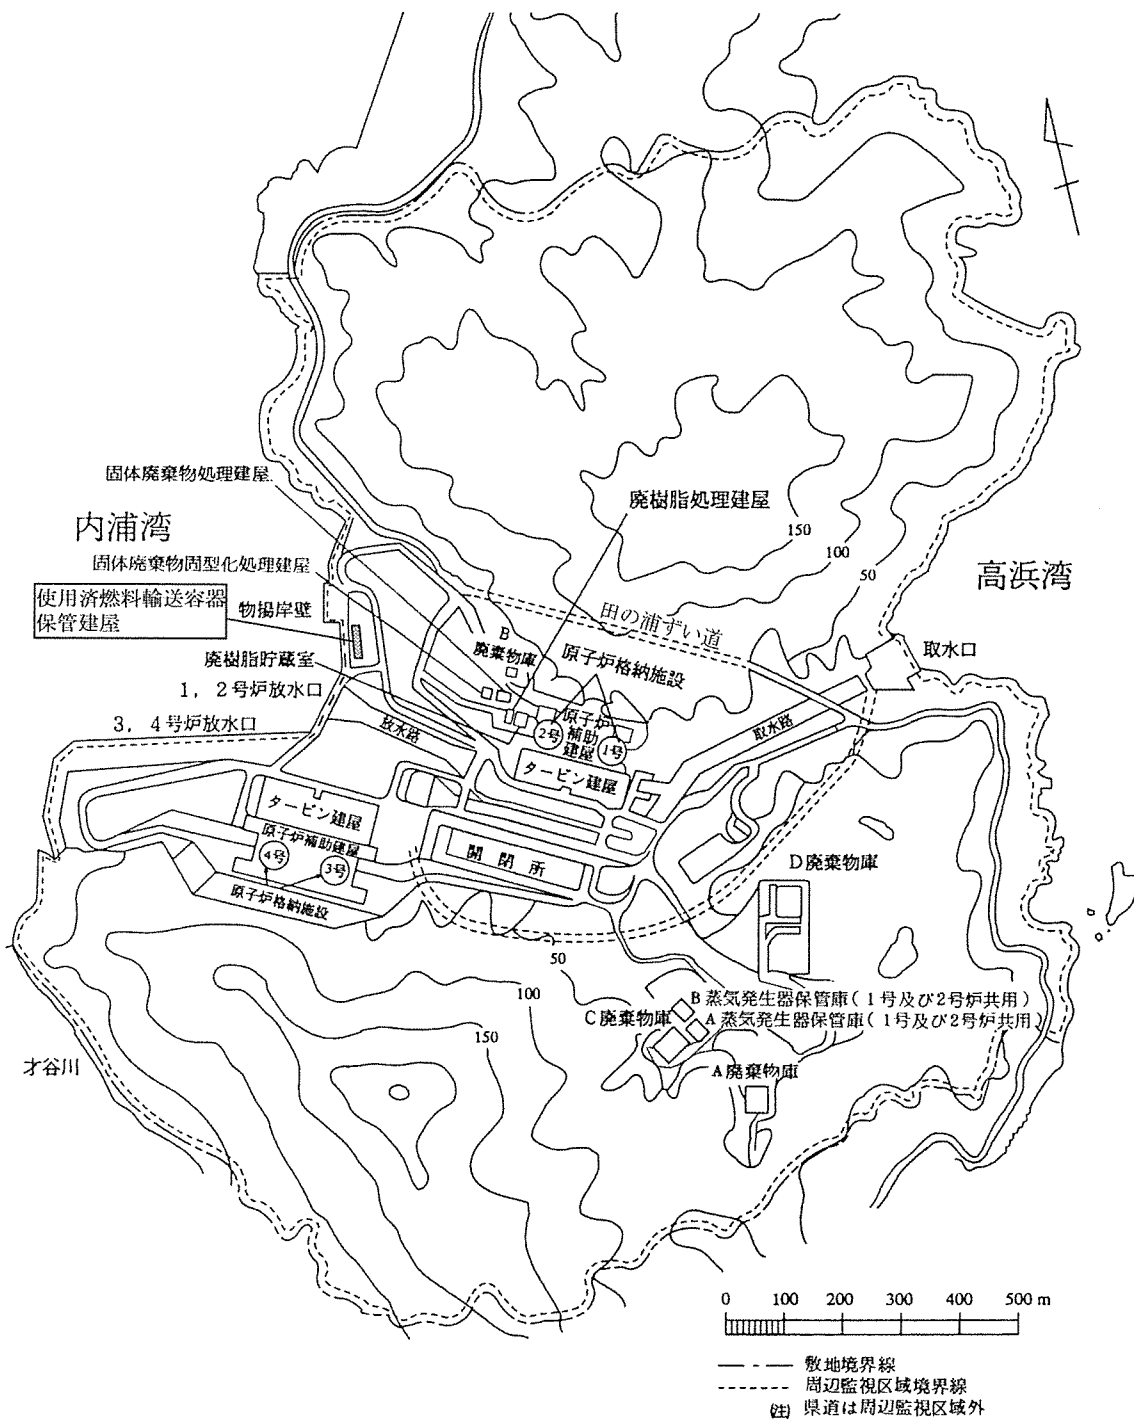 固体廃棄物処理建屋
廃樹脂処理建屋
内浦湾
150
100
50
固体廃棄物固型化処理建屋
高浜湾
使用済燃料輸送容器
保管建屋
物揚岸壁
田の浦ずい道
B
廃棄物庫
原子炉格納施設
取水口
廃樹脂貯蔵室
1，2号炉放水口
3，4号炉放水口
放水路
原子炉
補助
建屋
2号
1号
取水路
タービン建屋
タービン建屋
原子炉補助建屋
4号
3号
開閉所
原子炉格納施設
D廃棄物庫
50
100
150
B蒸気発生器保管庫(1号及び2号炉共用)
C廃棄物庫
A蒸気発生器保管庫(1号及び2号炉共用)
A廃棄物庫
才谷川
0 100 200 300 400 500 m
敷地境界線
周辺監視区域境界線
(注) 県道は周辺監視区域外